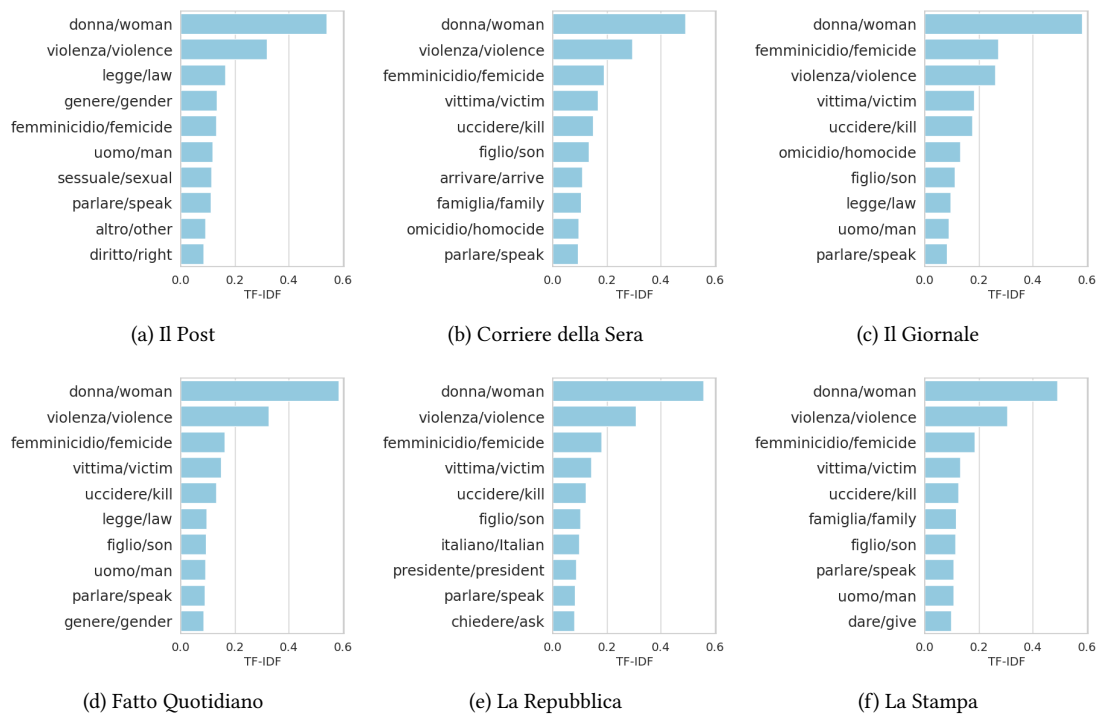 donna/woman
violenza/violence
legge/law
genere/gender
femminicidio/femicide
uomo/man
sessuale/sexual
parlare/speak
altro/other
diritto/right
0.0 0.2 0.4 0.6
TF-IDF
(a) Il Post
donna/woman
violenza/violence
femminicidio/femicide
vittima/victim
uccidere/kill
figlio/son
arrivare/arrive
famiglia/family
omicidio/homocide
parlare/speak
0.0 0.2 0.4 0.6
TF-IDF
(b) Corriere della Sera
donna/woman
femminicidio/femicide
violenza/violence
vittima/victim
uccidere/kill
omicidio/homocide
figlio/son
legge/law
uomo/man
parlare/speak
0.0 0.2 0.4 0.6
TF-IDF
(c) Il Giornale
donna/woman
violenza/violence
femminicidio/femicide
vittima/victim
uccidere/kill
legge/law
figlio/son
uomo/man
parlare/speak
genere/gender
0.0 0.2 0.4 0.6
TF-IDF
(d) Fatto Quotidiano
donna/woman
violenza/violence
femminicidio/femicide
vittima/victim
uccidere/kill
figlio/son
italiano/Italian
presidente/president
parlare/speak
chiedere/ask
0.0 0.2 0.4 0.6
TF-IDF
(e) La Repubblica
donna/woman
violenza/violence
femminicidio/femicide
vittima/victim
uccidere/kill
famiglia/family
figlio/son
parlare/speak
uomo/man
dare/give
0.0 0.2 0.4 0.6
TF-IDF
(f) La Stampa